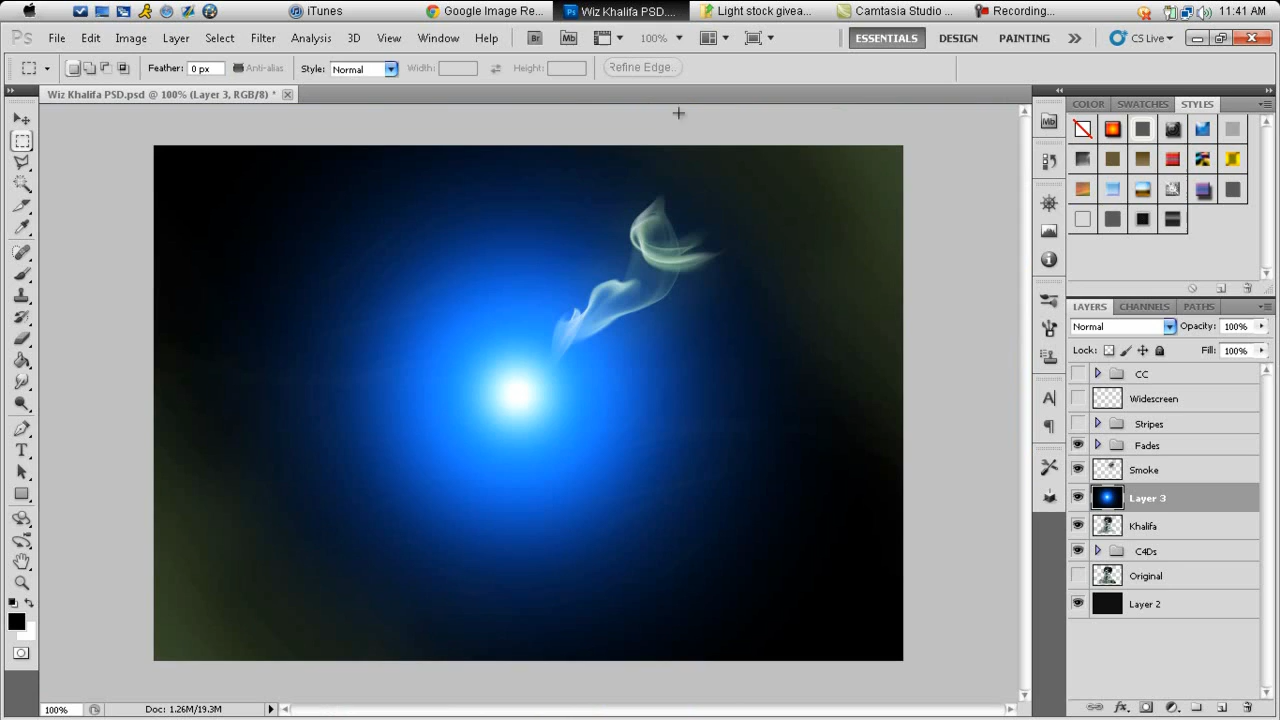 iTunes
Google Image Re...
Ps
Wiz Khalifa PSD....
Light stock givea...
Camtasia Studio ...
Recording...
11:41 AM
Ps
File
Edit
Image
Layer
Select
Filter
Analysis
3D
View
Window
Help
Br
Mb
100%
ESSENTIALS
DESIGN
PAINTING
CS Live
Feather:
0 px
Anti-alias
Style:
Normal
Width:
Height:
Refine Edge...
Wiz Khalifa PSD.psd @ 100% (Layer 3, RGB/8) *
COLOR
SWATCHES
STYLES
Mb
LAYERS
CHANNELS
PATHS
Normal
Opacity:
100%
Lock:
Fill:
100%
CC
Widescreen
Stripes
Fades
Smoke
Layer 3
Khalifa
C4Ds
Original
Layer 2
100%
Doc: 1.26M/19.3M